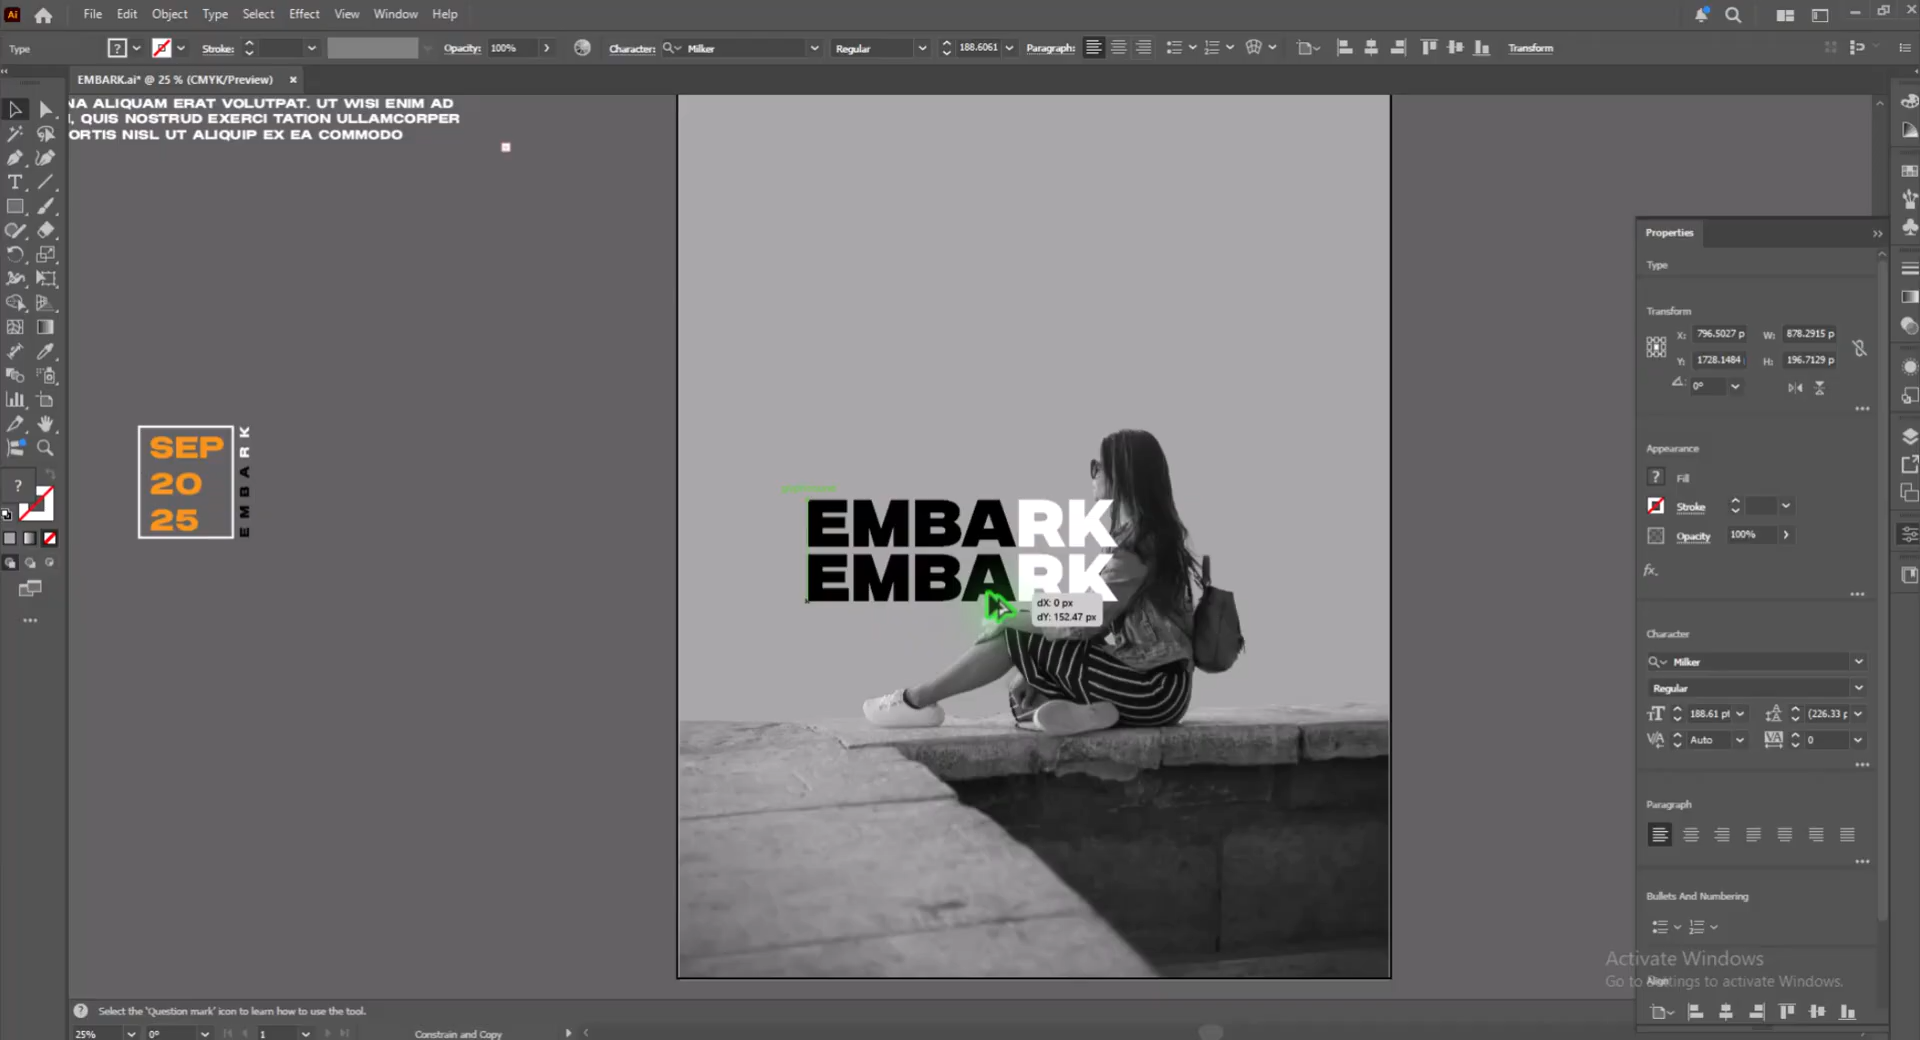 Ai File Edit Object Type Select Effect View Window Help
Type ? Stroke: Opacity: 100% Character: Milker Regular 188.6061 Paragraph: Transform
EMBARK.ai* @ 25 % (CMYK/Preview) ×
NA ALIQUAM ERAT VOLUTPAT. UT WISI ENIM AD
, QUIS NOSTRUD EXERCI TATION ULLAMCORPER
ORTIS NISL UT ALIQUIP EX EA COMMODO
SEP
20
25
EMBARK
EMBARK
EMBARK
dX: 0 px
dY: 152.47 px
Properties
Type
Transform
X: 796.5027 p W: 878.2915 p
Y: 1728.1484 H: 196.7129 p
0°
Appearance
? Fill
Stroke
Opacity 100%
fx.
Character
Milker
Regular
188.61 pt (226.33 p
Auto 0
Paragraph
Bullets And Numbering
Activate Windows
Go to Settings to activate Windows.
Align
? Select the 'Question mark' icon to learn how to use the tool.
25% 0° 1 Constrain and Copy